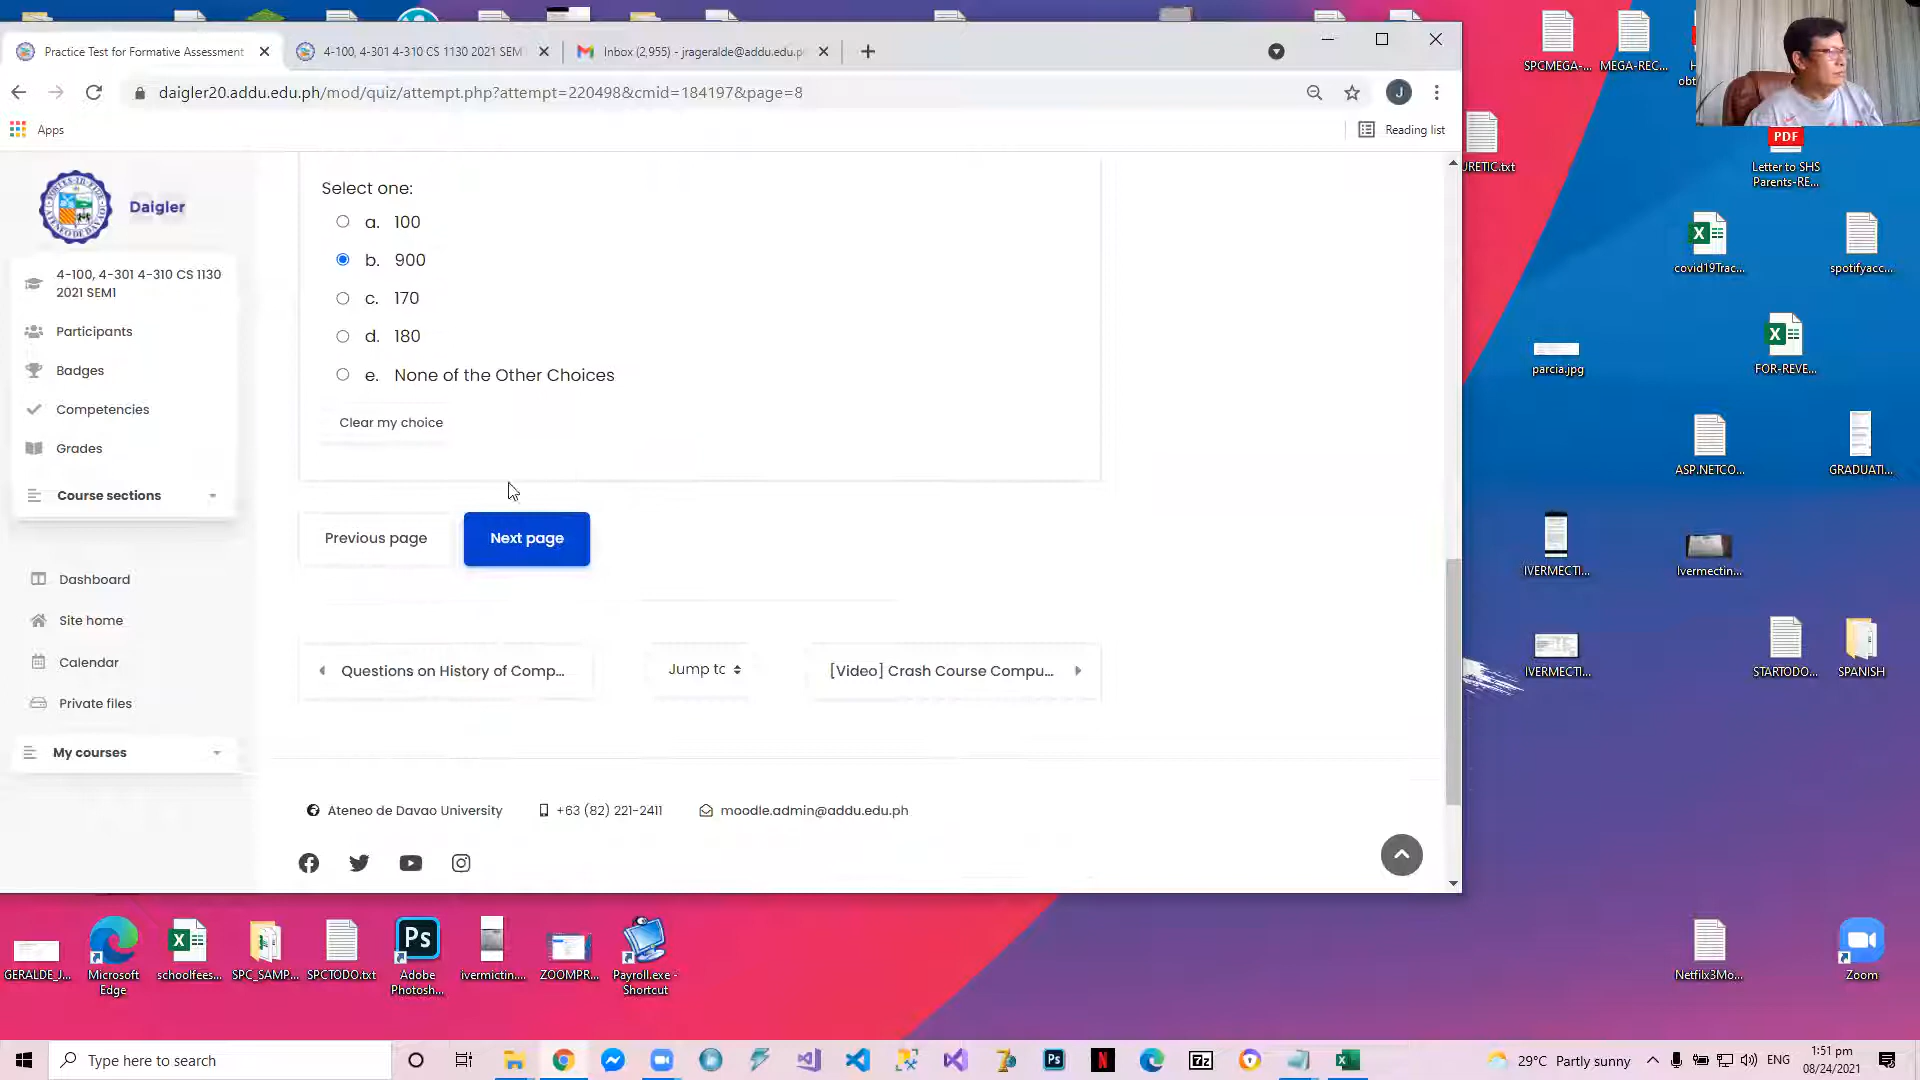 Practice Test for Formative Assessment
4-100, 4-301 4-310 CS 1130 2021 SEM
Inbox (2,955) - jrageralde@addu.edu.p
daigler20.addu.edu.ph/mod/quiz/attempt.php?attempt=220498&cmid=184197&page=8
J
Apps
Reading list
Daigler
4-100, 4-301 4-310 CS 1130
2021 SEM1
Participants
Badges
Competencies
Grades
Course sections
Dashboard
Site home
Calendar
Private files
My courses
Select one:
a. 100
b. 900
c. 170
d. 180
e. None of the Other Choices
Clear my choice
Previous page
Next page
Questions on History of Comp...
Jump to
[Video] Crash Course Compu...
Ateneo de Davao University
+63 (82) 221-2411
moodle.admin@addu.edu.ph
SPCMEGA-...
MEGA-REC...
URETIC.txt
PDF
Letter to SHS
Parents-RE...
covid19Trac...
spotifyacc...
parcia.jpg
FOR-REVE...
ASP.NETCO...
GRADUATI...
IVERMECTI...
Ivermectin...
IVERMECTI...
STARTODO...
SPANISH
GERALDE_J...
Microsoft
Edge
schoolfees...
SPC_SAMP...
SPCTODO.txt
Ps
Adobe
Photosh...
ivermictin....
ZOOMPR...
Payroll.exe -
Shortcut
Netfilx3Mo...
Zoom
Type here to search
Ps
N
7z
29°C Partly sunny
ENG
1:51 pm
08/24/2021